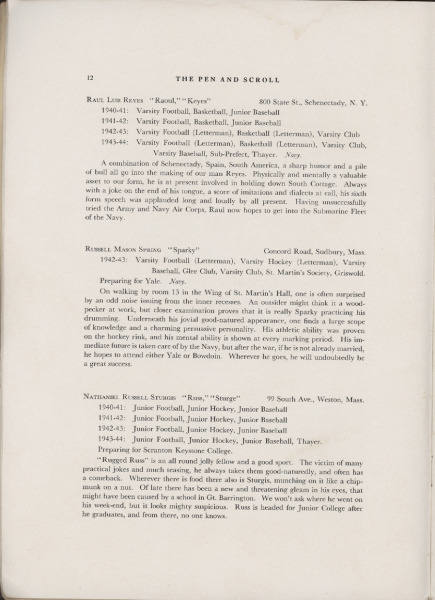 12
THE PEN AND SCROLL
Raul Luis Reyes "Raoul," "Keyes" 800 State St., Schenectady, N. Y.
1940-41: Varsity Football, Basketball, Junior Baseball
1941-42: Varsity Football, Basketball, Junior Baseball
1942-43: Varsity Football (Letterman), Basketball (Letterman), Varsity Club
1943-44: Varsity Football (Letterman), Basketball (Letterman), Varsity Club,
Varsity Baseball, Sub-Prefect, Thayer. Navy.
A combination of Schenectady, Spain, South America, a sharp humor and a pile
of bull all go into the making of our man Reyes. Physically and mentally a valuable
asset to our form, he is at present involved in holding down South Cottage. Always
with a joke on the end of his tongue, a score of imitations and dialects at call, his sixth
form speech was applauded long and loudly by all present. Having unsuccessfully
tried the Army and Navy Air Corps, Raul now hopes to get into the Submarine Fleet
of the Navy.
Russell Mason Spring "Sparky" Concord Road, Sudbury, Mass.
1942-43: Varsity Football (Letterman), Varsity Hockey (Letterman), Varsity
Baseball, Glee Club, Varsity Club, St. Martin's Society, Griswold.
Preparing for Yale. Navy.
On walking by room 13 in the Wing of St. Martin's Hall, one is often surprised
by an odd noise issuing from the inner recesses. An outsider might think it a wood-
pecker at work, but closer examination proves that it is really Sparky practicing his
drumming. Underneath his jovial good-natured appearance, one finds a large scope
of knowledge and a charming persuasive personality. His athletic ability was proven
on the hockey rink, and his mental ability is shown at every marking period. His im-
mediate future is taken care of by the Navy, but after the war, if he is not already married,
he hopes to attend either Yale or Bowdoin. Wherever he goes, he will undoubtedly be
a great success.
Nathaniel Russell Sturgis "Russ," "Sturge" 99 South Ave., Weston, Mass.
1940-41: Junior Football, Junior Hockey, Junior Baseball
1941-42: Junior Football, Junior Hockey, Junior Baseball
1942-43: Junior Football, Junior Hockey, Junior Baseball
1943-44: Junior Football, Junior Hockey, Junior Baseball, Thayer.
Preparing for Scranton Keystone College.
"Rugged Russ" is an all round jolly fellow and a good sport. The victim of many
practical jokes and much teasing, he always takes them good-naturedly, and often has
a comeback. Wherever there is food there also is Sturgis, munching on it like a chip-
munk on a nut. Of late there has been a new and threatening gleam in his eyes, that
might have been caused by a school in Gt. Barrington. We won't ask where he went on
his week-end, but it looks mighty suspicious. Russ is headed for Junior College after
he graduates, and from there, no one knows.